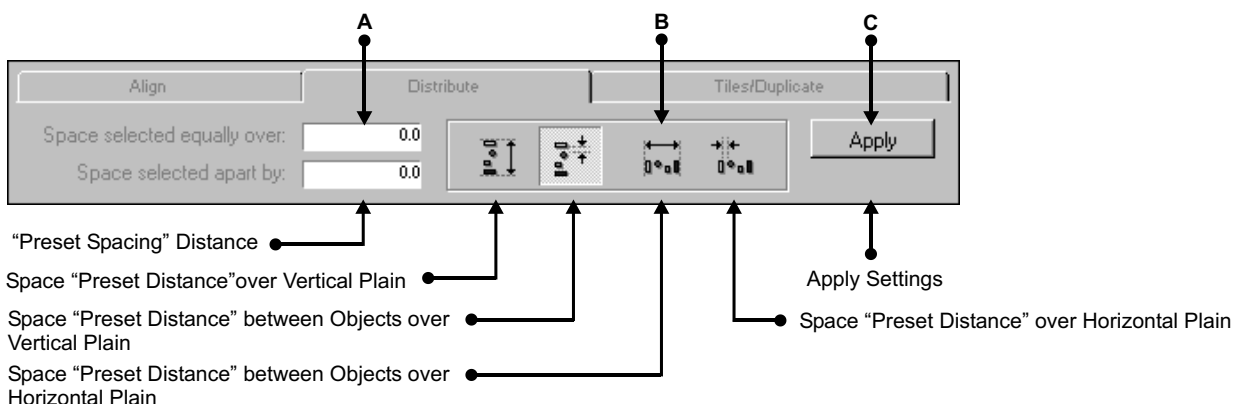 A
B
C
Align
Distribute
Tiles/Duplicate
Space selected equally over:
0.0
Apply
Space selected apart by:
0.0
“Preset Spacing” Distance
Space “Preset Distance”over Vertical Plain
Apply Settings
Space “Preset Distance” between Objects over
Vertical Plain
Space “Preset Distance” over Horizontal Plain
Space “Preset Distance” between Objects over
Horizontal Plain